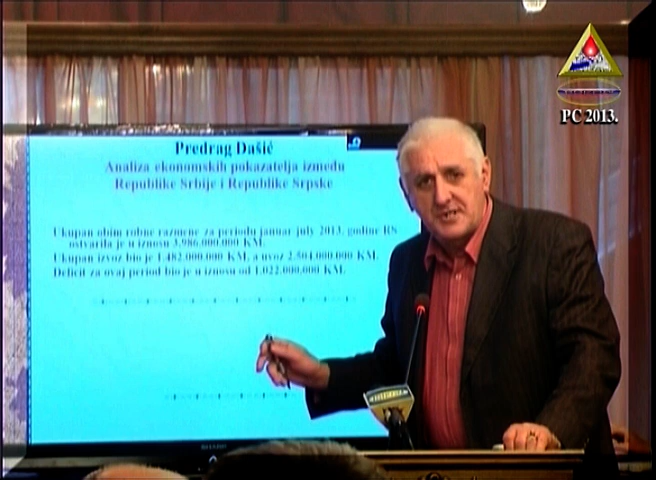 PC 2013.
Predrag Dašić
Analiza ekonomskih pokazatelja između
Republike Srbije i Republike Srpske
Ukupan obim robne razmene za periodu januar july 2013. godine RS
ostvarila je u iznosu 3.986.000.000 KM.
Ukupan izvoz bio je 1.482.000.000 KM, a uvoz 2.504.000.000 KM.
Deficit za ovaj period bio je u iznosu od 1.022.000.000 KM.